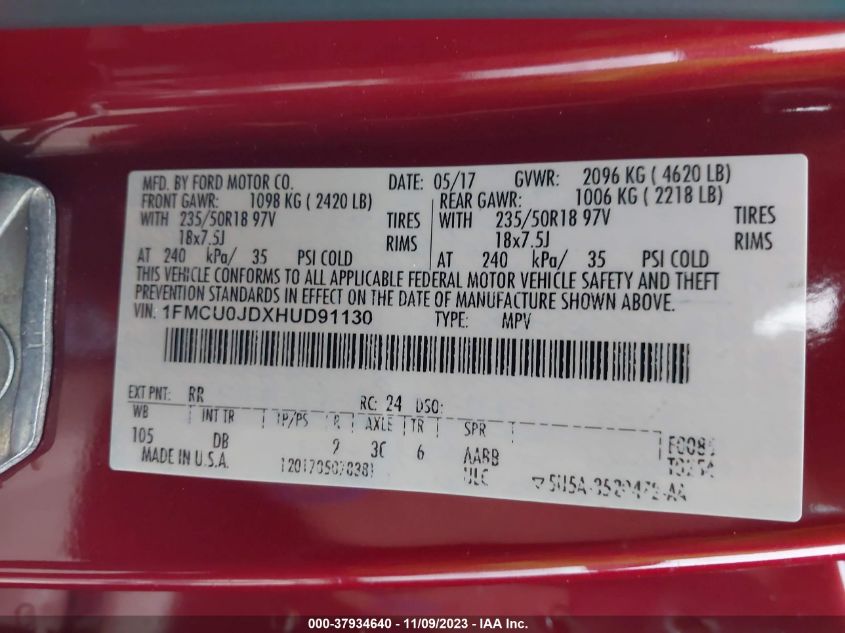 MFD. BY FORD MOTOR CO. DATE: 05/17 GVWR: 2096 KG ( 4620 LB)
FRONT GAWR: 1098 KG ( 2420 LB) REAR GAWR: 1006 KG ( 2218 LB)
WITH 235/50R18 97V TIRES WITH 235/50R18 97V TIRES
18x7.5J RIMS 18x7.5J RIMS
AT 240 kPa/ 35 PSI COLD AT 240 kPa/ 35 PSI COLD
THIS VEHICLE CONFORMS TO ALL APPLICABLE FEDERAL MOTOR VEHICLE SAFETY AND THEFT
PREVENTION STANDARDS IN EFFECT ON THE DATE OF MANUFACTURE SHOWN ABOVE.
VIN: 1FMCU0JDXHUD91130 TYPE: MPV
EXT PNT: RR RC: 24 DSO:
WB INT TR TP/PS R AXLE TR SPR
105 DB 6 AARB
MADE IN U.S.A. ULC
000-37934640 - 11/09/2023 - IAAI Inc.